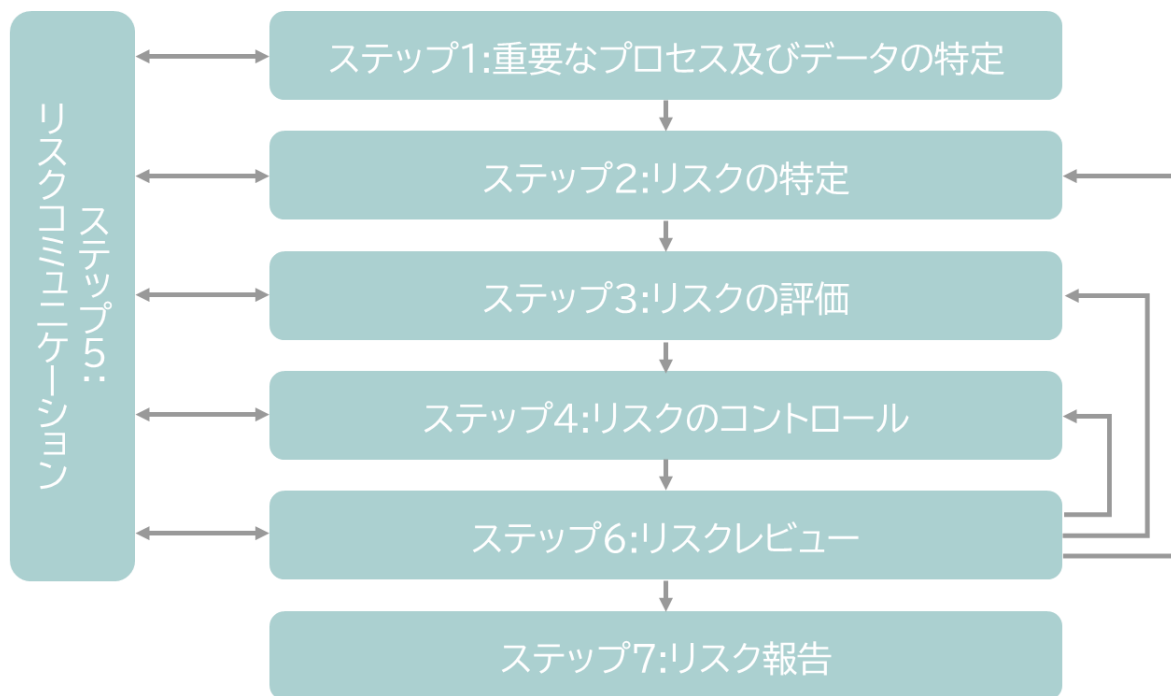 ステップ5:
リスクコミュニケーション
ステップ1:重要なプロセス及びデータの特定
ステップ2:リスクの特定
ステップ3:リスクの評価
ステップ4:リスクのコントロール
ステップ6:リスクレビュー
ステップ7:リスク報告